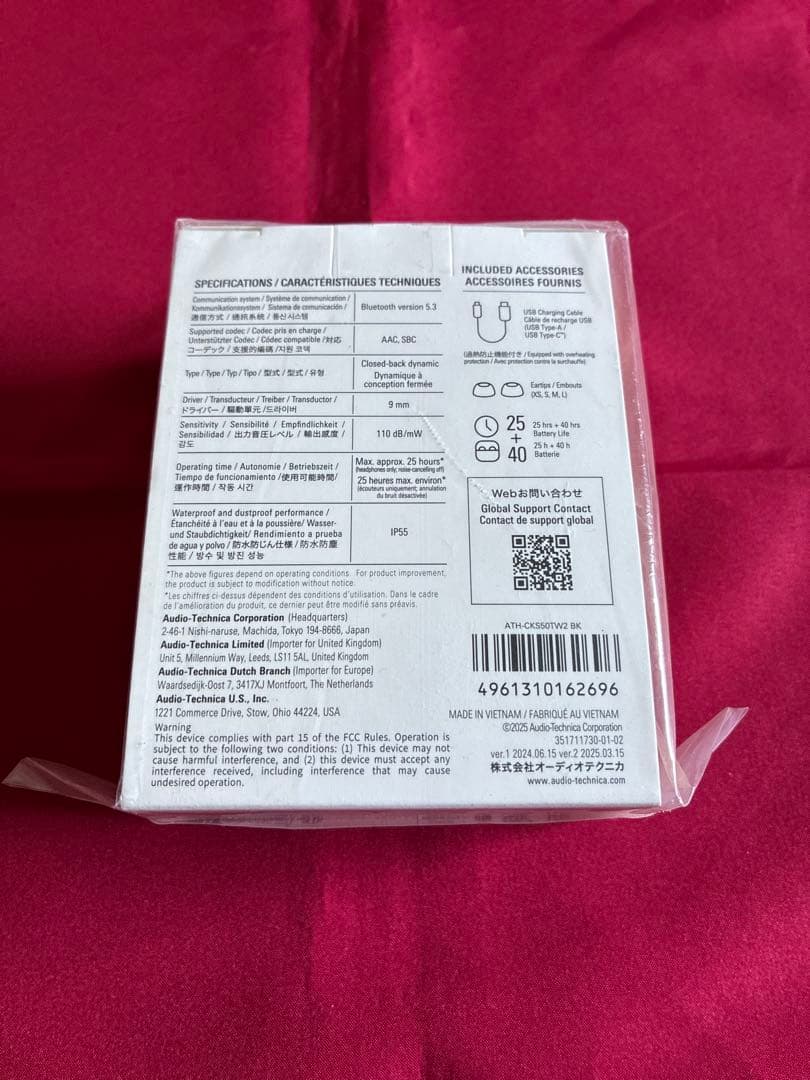 SPECIFICATIONS / CARACTÉRISTIQUES TECHNIQUES
Communication system / Système de communication /
Kommunikationssystem / Sistema de comunicación /
通信方式 / 通訊系統 / 통신 시스템
Bluetooth version 5.3
Supported codec / Codec pris en charge /
Unterstützter Codec / Códec compatible / 対応
コーデック / 支援的編碼 / 지원 코덱
AAC, SBC
Type / Type / Typ / Tipo / 型式 / 型式 / 유형
Closed-back dynamic
Dynamique à
conception fermée
Driver / Transducteur / Treiber / Transductor /
ドライバー / 驅動單元 / 드라이버
9 mm
Sensitivity / Sensibilité / Empfindlichkeit /
Sensibilidad / 出力音圧レベル / 輸出感度 /
감도
110 dB/mW
Operating time / Autonomie / Betriebszeit /
Tiempo de funcionamiento / 使用可能時間/
運作時間 / 작동 시간
Max. approx. 25 hours*
(headphones only; noise-cancelling off)
25 heures max. environ*
(écouteurs uniquement; annulation
du bruit désactivée)
Waterproof and dustproof performance /
Étanchéité à l'eau et à la poussière/ Wasser-
und Staubdichtigkeit/ Rendimiento a prueba
de agua y polvo / 防水防じん仕様 / 防水防塵
性能 / 방수 및 방진 성능
IP55
*The above figures depend on operating conditions. For product improvement,
the product is subject to modification without notice.
*Les chiffres ci-dessus dépendent des conditions d'utilisation. Dans le cadre
de l'amélioration du produit, ce dernier peut être modifié sans préavis.
Audio-Technica Corporation (Headquarters)
2-46-1 Nishi-naruse, Machida, Tokyo 194-8666, Japan
Audio-Technica Limited (Importer for United Kingdom)
Unit 5, Millennium Way, Leeds, LS11 5AL, United Kingdom
Audio-Technica Dutch Branch (Importer for Europe)
Waardsedijk-Oost 7, 3417XJ Montfoort, The Netherlands
Audio-Technica U.S., Inc.
1221 Commerce Drive, Stow, Ohio 44224, USA
Warning
This device complies with part 15 of the FCC Rules. Operation is
subject to the following two conditions: (1) This device may not
cause harmful interference, and (2) this device must accept any
interference received, including interference that may cause
undesired operation.
INCLUDED ACCESSORIES
ACCESSOIRES FOURNIS
USB Charging Cable
Câble de recharge USB
(USB Type-A /
USB Type-C™)
(過熱防止機能付き / Equipped with overheating
protection / Avec protection contre la surchauffe)
Eartips / Embouts
(XS, S, M, L)
25
+
40
25 hrs + 40 hrs
Battery Life
25 h + 40 h
Batterie
Webお問い合わせ
Global Support Contact
Contact de support global
ATH-CKS50TW2 BK
4961310162696
MADE IN VIETNAM / FABRIQUÉ AU VIETNAM
©2025 Audio-Technica Corporation
351711730-01-02
ver.1 2024.06.15 ver.2 2025.03.15
株式会社オーディオテクニカ
www.audio-technica.com